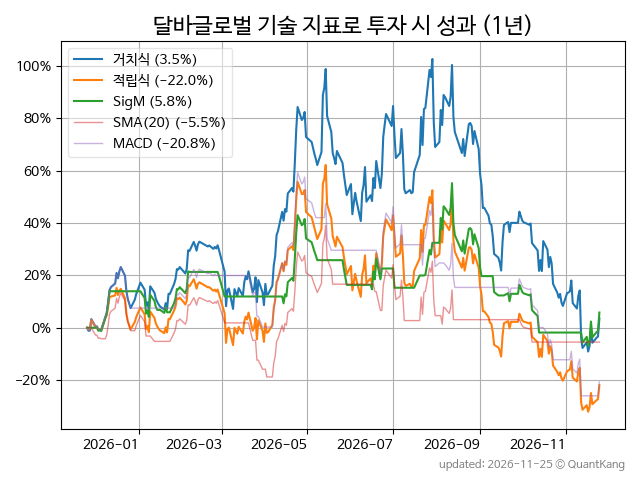 달바글로벌 기술 지표로 투자 시 성과 (1년)
거치식 (3.5%)
적립식 (−22.0%)
SigM (5.8%)
SMA(20) (−5.5%)
MACD (−20.8%)
100%
80%
60%
40%
20%
0%
−20%
2026-01 2026-03 2026-05 2026-07 2026-09 2026-11
updated: 2026-11-25 ⓒ QuantKang